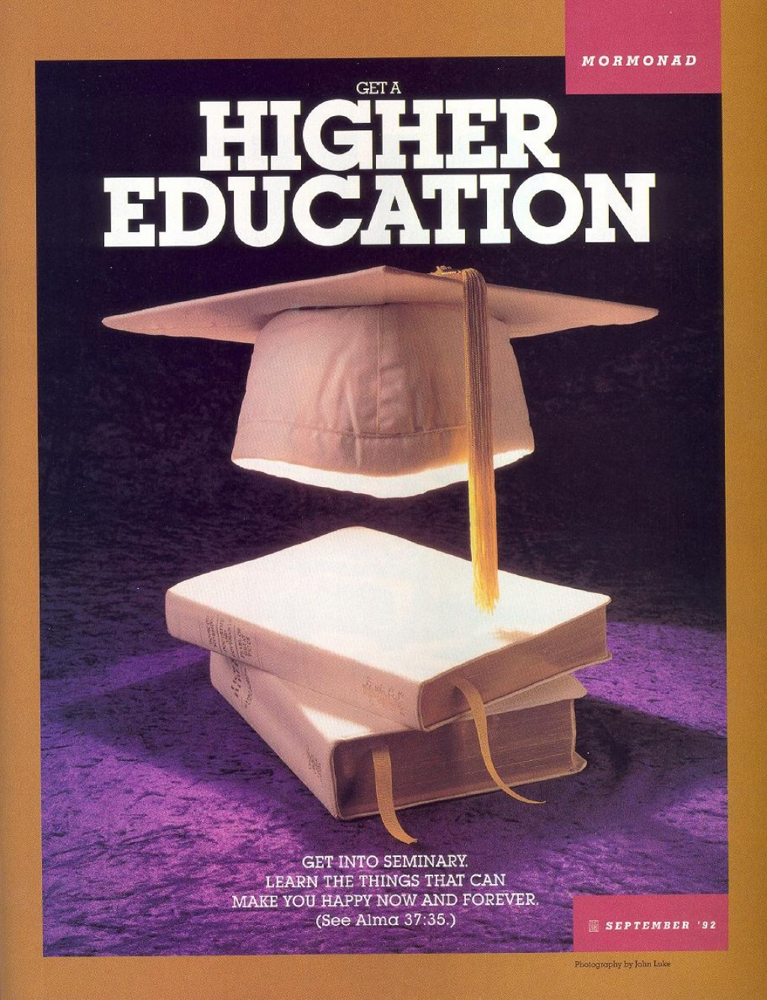 MORMONAD
GET A
HIGHER
EDUCATION
GET INTO SEMINARY.
LEARN THE THINGS THAT CAN
MAKE YOU HAPPY NOW AND FOREVER.
(See Alma 37:35.)
SEPTEMBER '92
Photography by John Luke